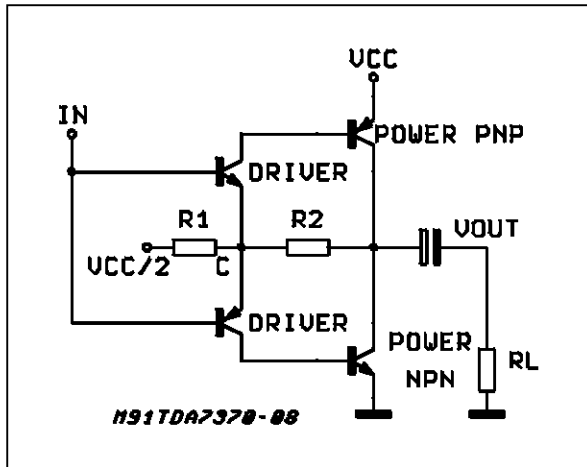 VCC
IN
POWER PNP
DRIVER
R1
R2
VOUT
VCC/2
C
DRIVER
POWER
NPN
RL
M91TDA7370-08